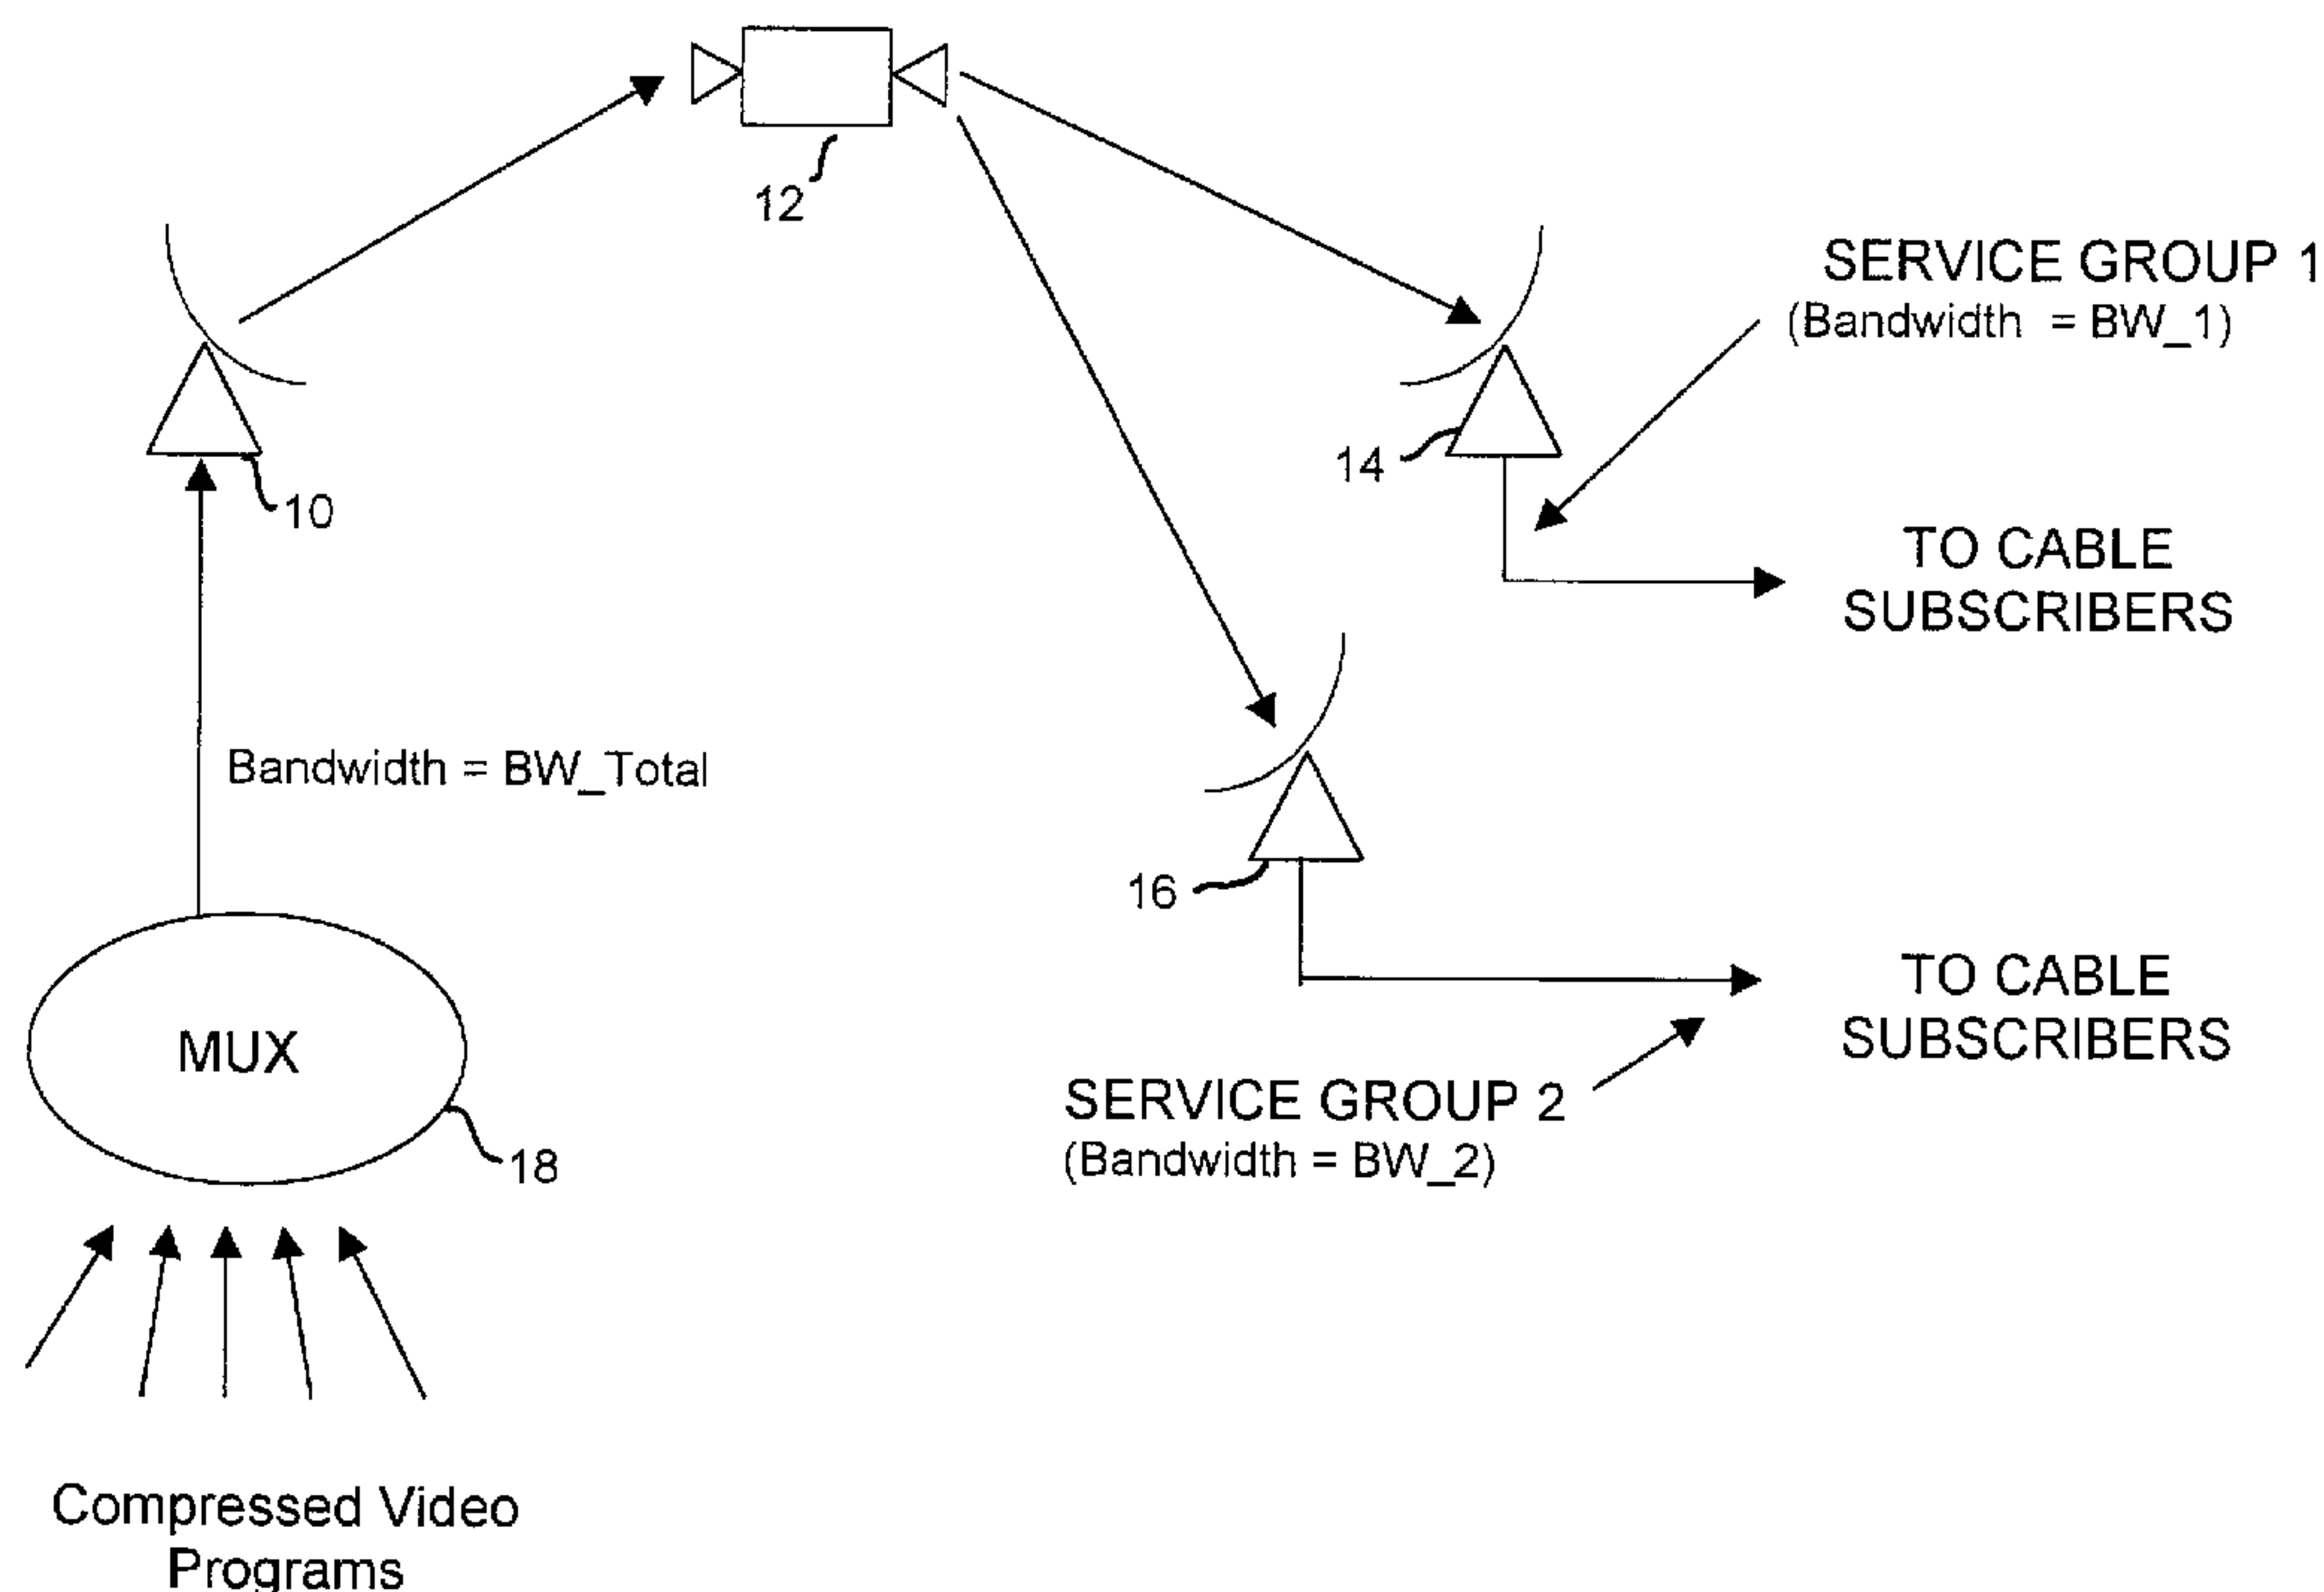 12
SERVICE GROUP 1
(Bandwidth = BW_1)
14
10
TO CABLE
SUBSCRIBERS
Bandwidth = BW_Total
16
TO CABLE
SUBSCRIBERS
MUX
SERVICE GROUP 2
(Bandwidth = BW_2)
18
Compressed Video
Programs